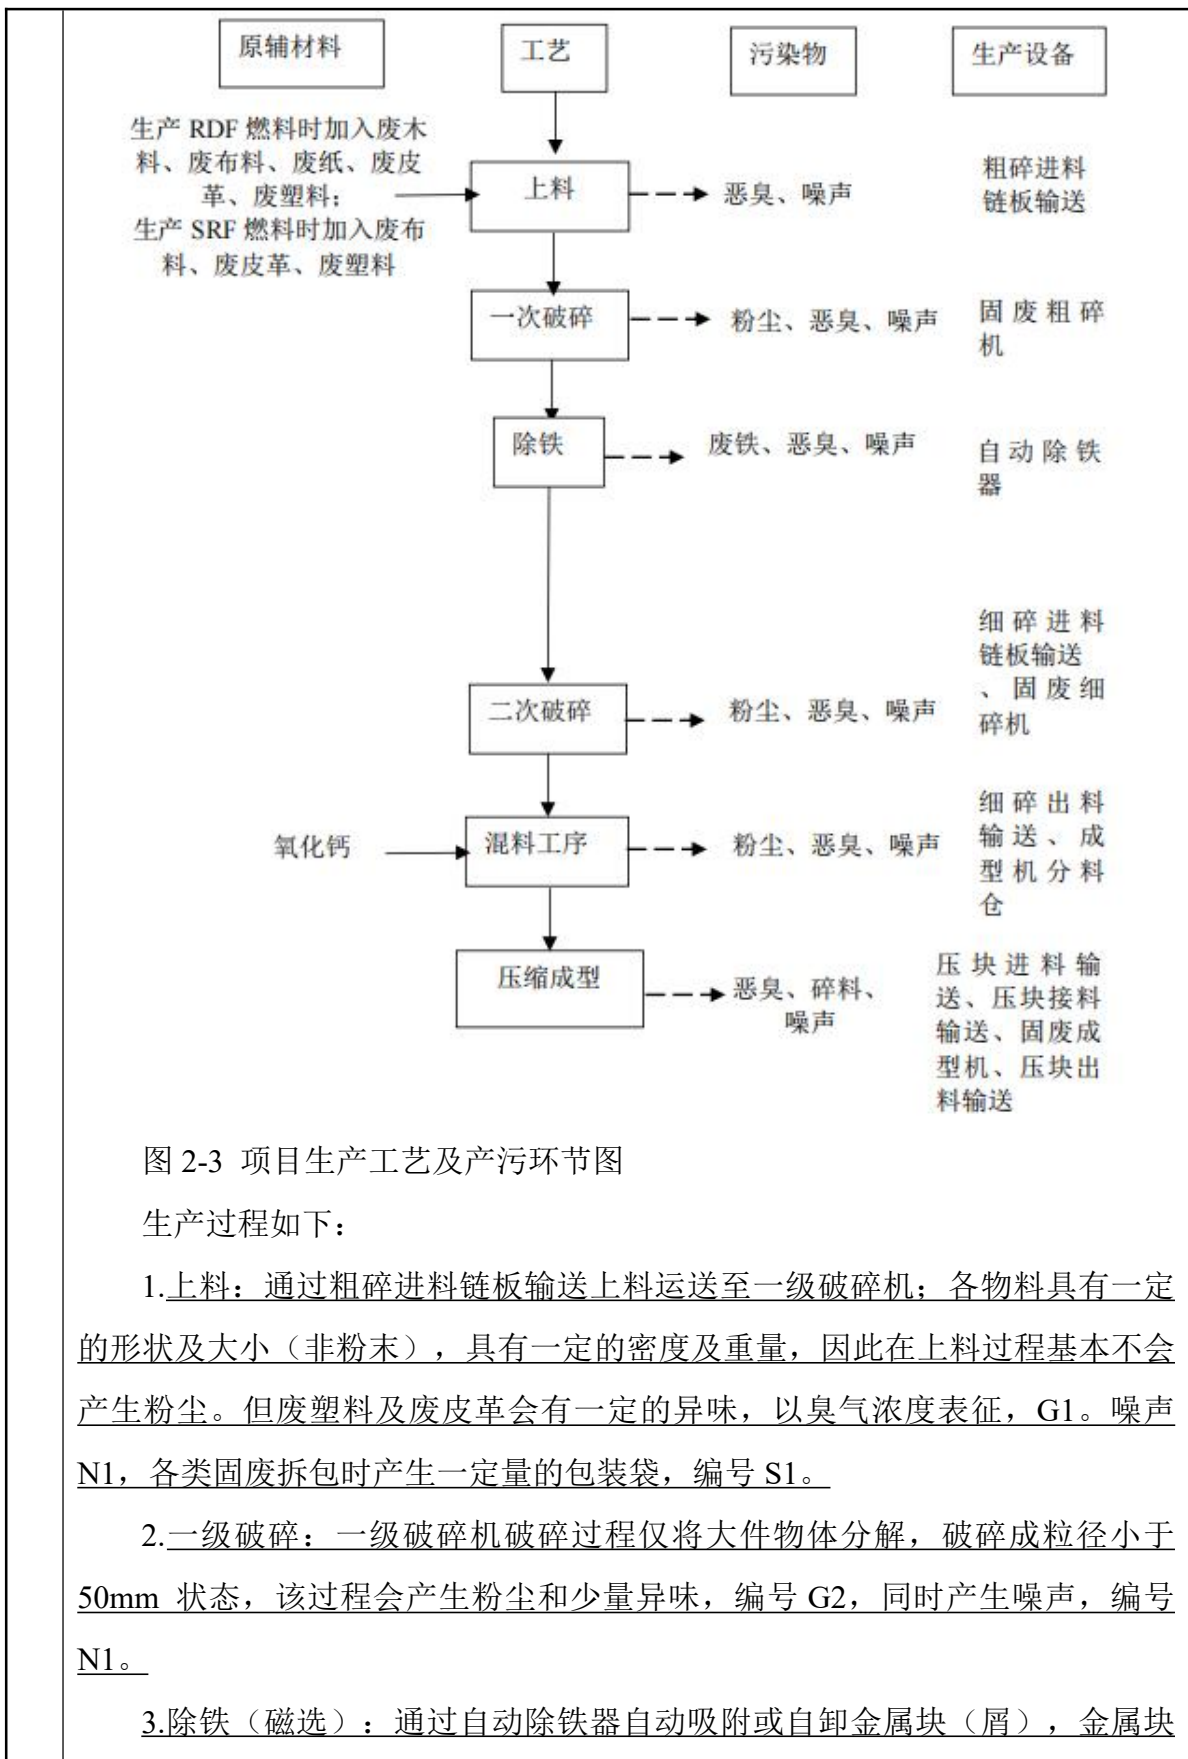 原辅材料
工艺
污染物
生产设备
生产 RDF 燃料时加入废木
料、废布料、废纸、废皮
革、废塑料；
生产 SRF 燃料时加入废布
料、废皮革、废塑料
上料
恶臭、噪声
粗碎进料
链板输送
一次破碎
粉尘、恶臭、噪声
固废粗碎
机
除铁
废铁、恶臭、噪声
自动除铁
器
二次破碎
粉尘、恶臭、噪声
细碎进料
链板输送
、固废细
碎机
氧化钙
混料工序
粉尘、恶臭、噪声
细碎出料
输送、成
型机分料
仓
压缩成型
恶臭、碎料、
噪声
压块进料输
送、压块接料
输送、固废成
型机、压块出
料输送
图 2-3 项目生产工艺及产污环节图
生产过程如下：
1.上料：通过粗碎进料链板输送上料运送至一级破碎机；各物料具有一定
的形状及大小（非粉末），具有一定的密度及重量，因此在上料过程基本不会
产生粉尘。但废塑料及废皮革会有一定的异味，以臭气浓度表征，G1。噪声
N1，各类固废拆包时产生一定量的包装袋，编号 S1。
2.一级破碎：一级破碎机破碎过程仅将大件物体分解，破碎成粒径小于
50mm 状态，该过程会产生粉尘和少量异味，编号 G2，同时产生噪声，编号
N1。
3.除铁（磁选）：通过自动除铁器自动吸附或自卸金属块（屑），金属块